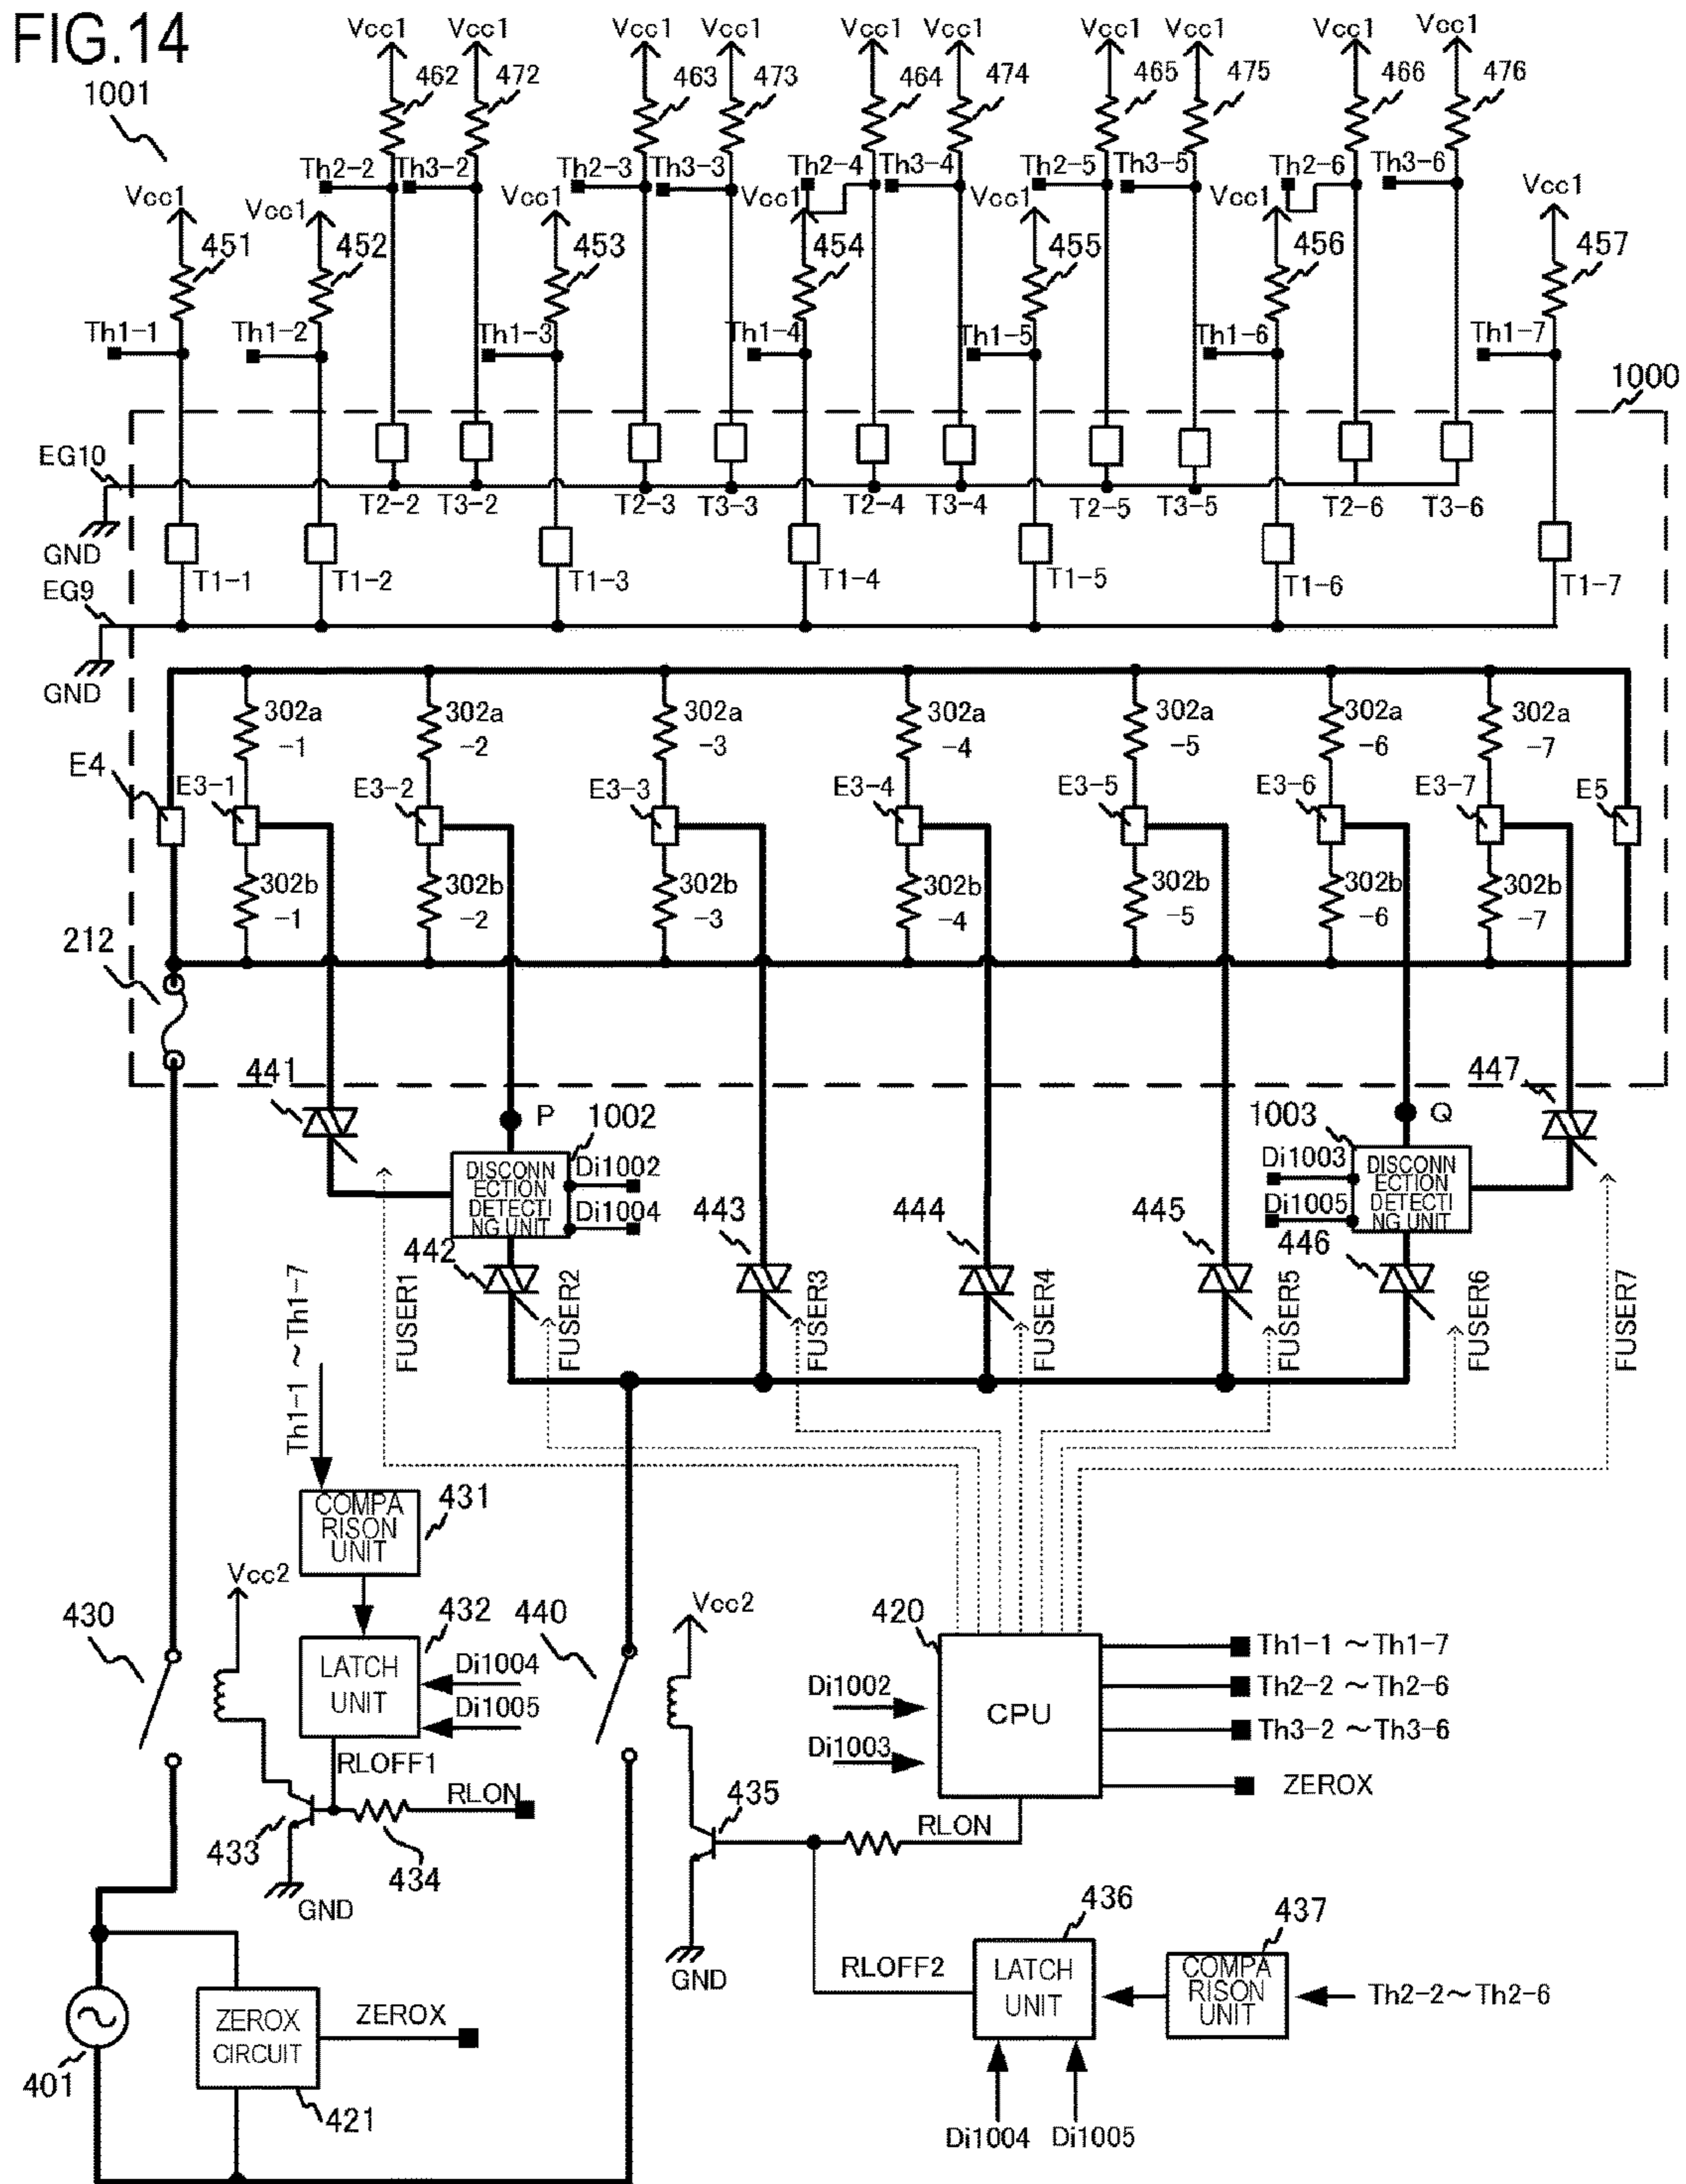 FIG.14
1001
Vcc1 Vcc1 Vcc1 Vcc1 Vcc1 Vcc1 Vcc1 Vcc1 Vcc1 Vcc1
462 472 463 473 464 474 465 475 466 476
Th2-2 Th3-2 Th2-3 Th3-3 Th2-4 Th3-4 Th2-5 Th3-5 Th2-6 Th3-6
Vcc1 Vcc1 Vcc1 Vcc1 Vcc1 Vcc1 Vcc1
451 452 453 454 455 456 457
Th1-1 Th1-2 Th1-3 Th1-4 Th1-5 Th1-6 Th1-7
1000
EG10
T2-2 T3-2 T2-3 T3-3 T2-4 T3-4 T2-5 T3-5 T2-6 T3-6
GND
T1-1 T1-2 T1-3 T1-4 T1-5 T1-6 T1-7
EG9
GND
302a 302a 302a 302a 302a 302a 302a
-1 -2 -3 -4 -5 -6 -7
E4 E3-1 E3-2 E3-3 E3-4 E3-5 E3-6 E3-7 E5
302b 302b 302b 302b 302b 302b 302b
-1 -2 -3 -4 -5 -6 -7
212
441 447
P 1002 1003 Q
DISCONN
ECTION
DETECTI
NG UNIT
Di1002
Di1004
Di1003
Di1005
DISCONN
ECTION
DETECTI
NG UNIT
442 443 444 445 446
FUSER1 FUSER2 FUSER3 FUSER4 FUSER5 FUSER6 FUSER7
Th1-1 ~Th1-7
COMPA
RISON
UNIT
431
Vcc2
430
432
LATCH
UNIT
Di1004
Di1005
440
Vcc2
420
CPU
Di1002
Di1003
Th1-1 ~Th1-7
Th2-2 ~Th2-6
Th3-2 ~Th3-6
ZEROX
RLOFF1
RLON
433
434
GND
435
RLON
GND
RLOFF2
436
LATCH
UNIT
437
COMPA
RISON
UNIT
Th2-2~Th2-6
Di1004 Di1005
401
ZEROX
CIRCUIT
ZEROX
421